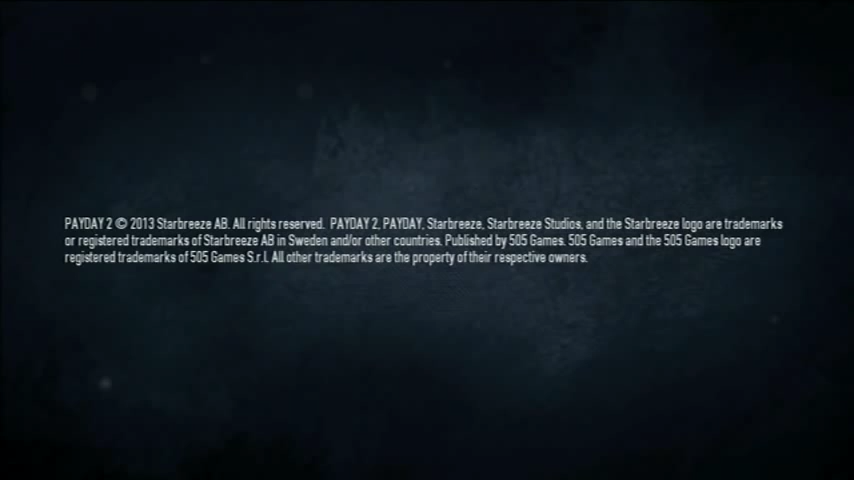 PAYDAY 2 © 2013 Starbreeze AB. All rights reserved. PAYDAY 2, PAYDAY, Starbreeze, Starbreeze Studios, and the Starbreeze logo are trademarks
or registered trademarks of Starbreeze AB in Sweden and/or other countries. Published by 505 Games. 505 Games and the 505 Games logo are
registered trademarks of 505 Games S.r.l. All other trademarks are the property of their respective owners.